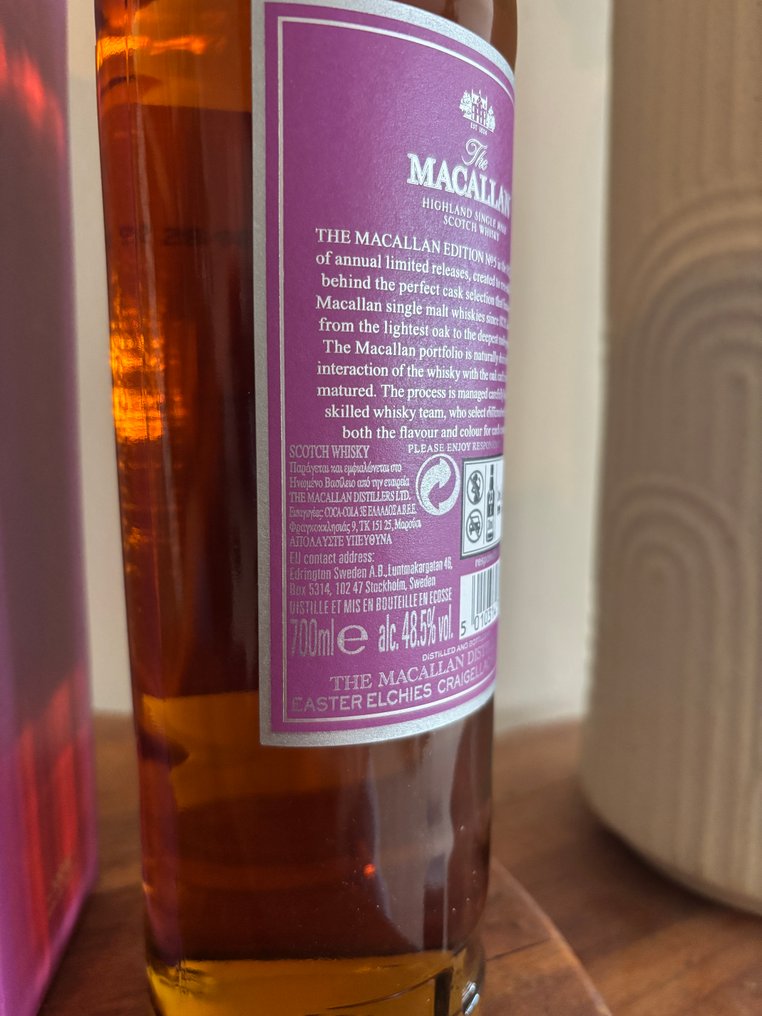 EST. 1824
The
MACALLAN
HIGHLAND SINGLE MALT
SCOTCH WHISKY
THE MACALLAN EDITION Nº5
of annual limited releases, created to
behind the perfect cask selection
Macallan single malt whiskies since
from the lightest oak to the deepest
The Macallan portfolio is naturally
interaction of the whisky with the oak
matured. The process is managed carefully
skilled whisky team, who select
both the flavour and colour for
PLEASE ENJOY
SCOTCH WHISKY
Παράγεται και εμφιαλώνεται στο
Ηνωμένο Βασίλειο από την εταιρεία
THE MACALLAN DISTILLERS LTD.
Εισαγωγέας: COCA-COLA 3E ΕΛΛΑΔΟΣ Α.Β.Ε.Ε.
Φραγκοκκλησιάς 9, ΤΚ 151 25, Μαρούσι
ΑΠΟΛΑΥΣΤΕ ΥΠΕΥΘΥΝΑ
EU contact address:
Edrington Sweden A.B., Luntmakargatan 46,
Box 5314, 102 47 Stockholm, Sweden
DISTILLE ET MIS EN BOUTEILLE EN ECOSSE
700ml e alc. 48.5% vol.
5 0103
DISTILLED AND
THE MACALLAN
EASTER ELCHIES CRAIGELL